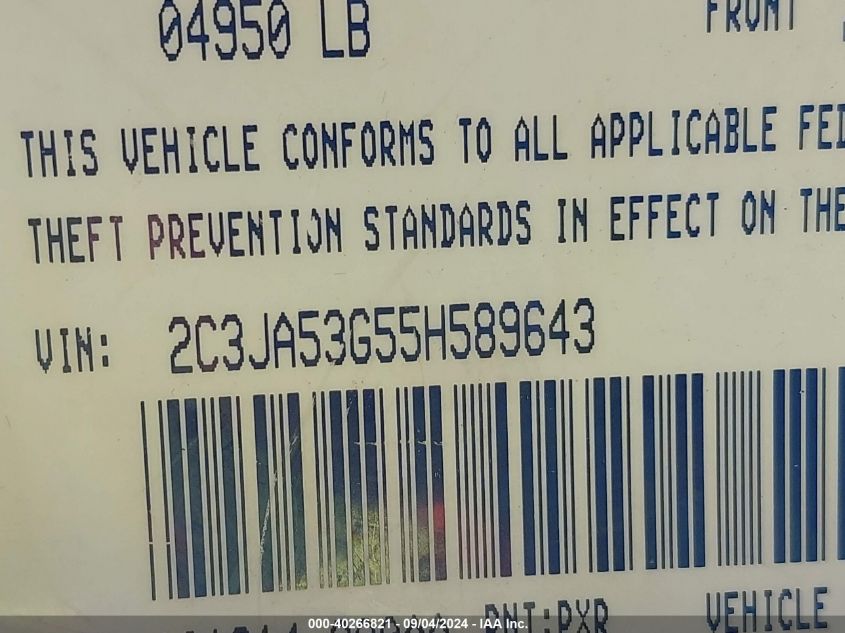 04950 LB FRONT
THIS VEHICLE CONFORMS TO ALL APPLICABLE FED
THEFT PREVENTION STANDARDS IN EFFECT ON THE
VIN: 2C3JA53G55H589643
PNT:PXR VEHICLE
000-40266821 - 09/04/2024 - IAA Inc.